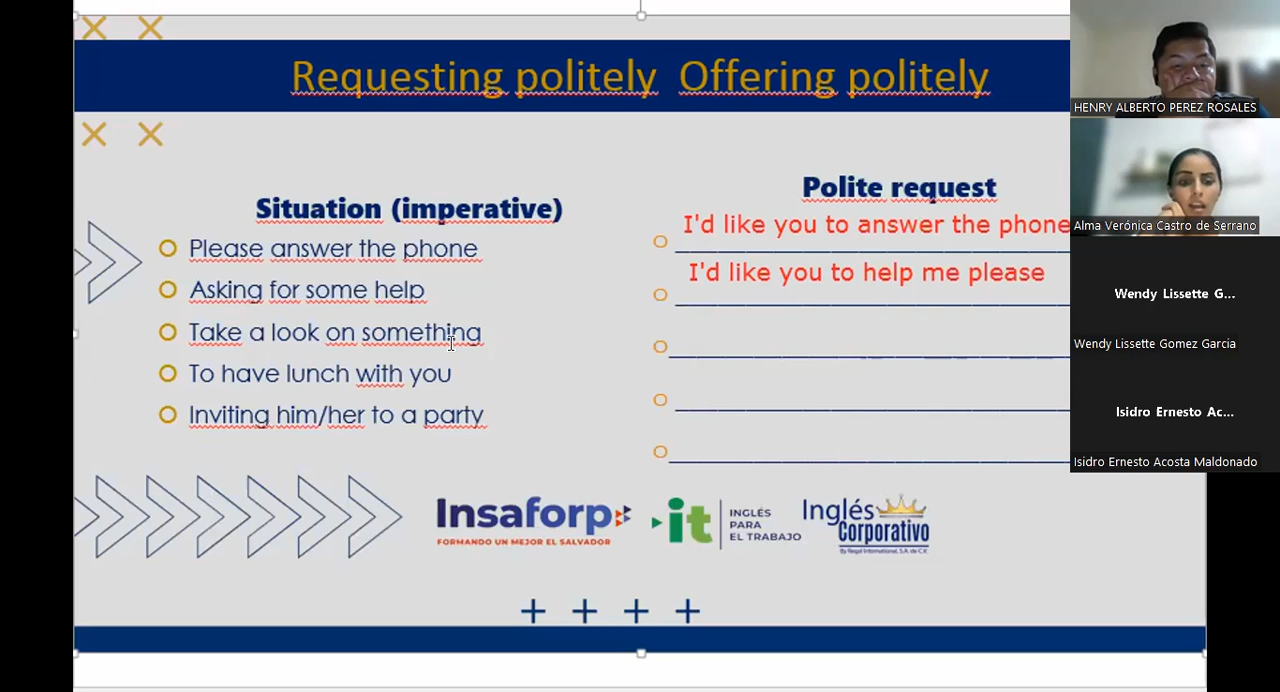 Requesting politely Offering politely
Situation (imperative)
Please answer the phone
Asking for some help
Take a look on something
To have lunch with you
Inviting him/her to a party
Polite request
I'd like you to answer the phone
I'd like you to help me please
Insaforp
FORMANDO UN MEJOR EL SALVADOR
it
INGLÉS
PARA
EL TRABAJO
Inglés
Corporativo
By Regal International, S.A. de C.V.
HENRY ALBERTO PEREZ ROSALES
Alma Verónica Castro de Serrano
Wendy Lissette G...
Wendy Lissette Gomez Garcia
Isidro Ernesto Ac...
Isidro Ernesto Acosta Maldonado